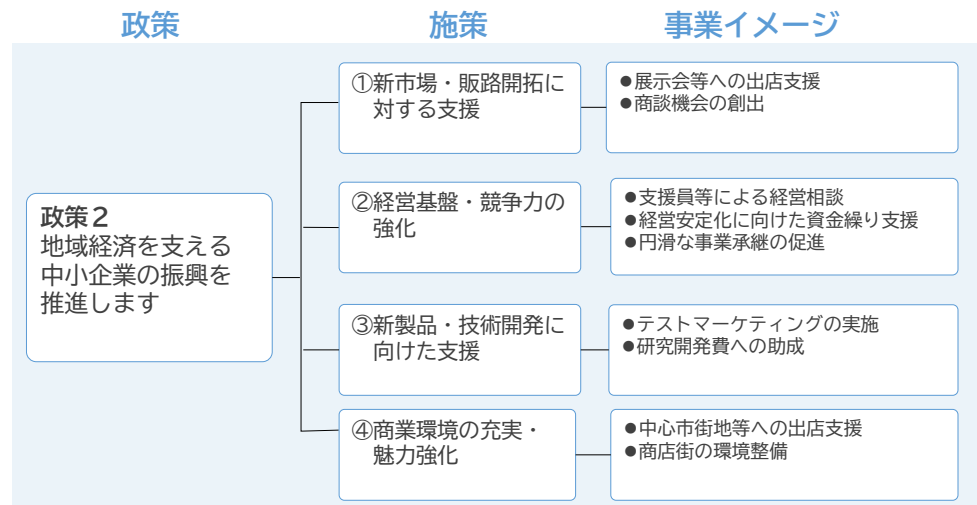 政策
施策
事業イメージ
政策2
地域経済を支える
中小企業の振興を
推進します
①新市場・販路開拓に
対する支援
●展示会等への出店支援
●商談機会の創出
②経営基盤・競争力の
強化
●支援員等による経営相談
●経営安定化に向けた資金繰り支援
●円滑な事業承継の促進
③新製品・技術開発に
向けた支援
●テストマーケティングの実施
●研究開発費への助成
④商業環境の充実・
魅力強化
●中心市街地等への出店支援
●商店街の環境整備